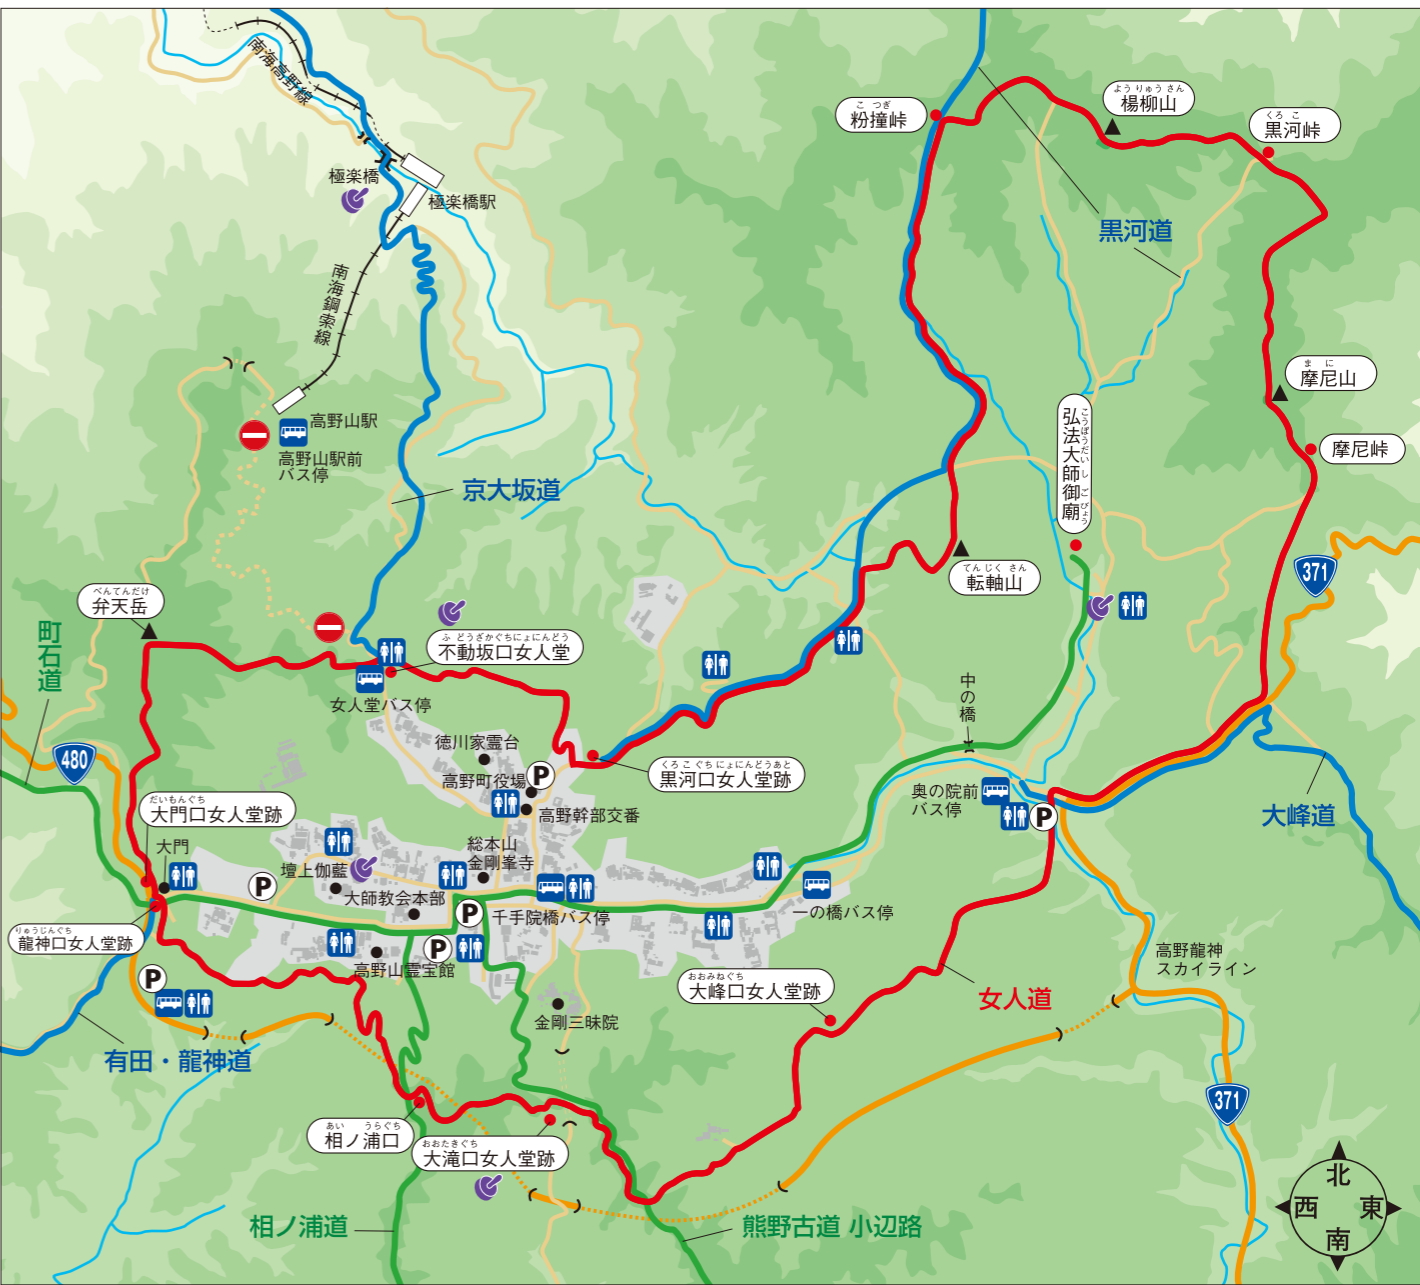 南海高野線
極楽橋
極楽橋駅
南海鋼索線
高野山駅
高野山駅前
バス停
京大坂道
こ つぎ
粉撞峠
よう りゅう さん
楊柳山
くろ こ
黒河峠
黒河道
ま に
摩尼山
摩尼峠
こうぼうだい し ご びょう
弘法大師御廟
てん じく さん
転軸山
371
べんてんだけ
弁天岳
町石道
480
ふ どうざかぐちにょにんどう
不動坂口女人堂
女人堂バス停
徳川家霊台
高野町役場
P
高野幹部交番
くろ こ ぐち にょにんどうあと
黒河口女人堂跡
中の橋
奥の院前
バス停
P
大峰道
だいもんぐち
大門口女人堂跡
大門
P
壇上伽藍
大師教会本部
総本山
金剛峯寺
P
千手院橋バス停
一の橋バス停
りゅうじんぐち
龍神口女人堂跡
P
高野山霊宝館
P
金剛三昧院
おおみねぐち
大峰口女人堂跡
女人道
高野龍神
スカイライン
有田・龍神道
371
あい うらぐち
相ノ浦口
おおたきぐち
大滝口女人堂跡
相ノ浦道
熊野古道 小辺路
北
西 東
南